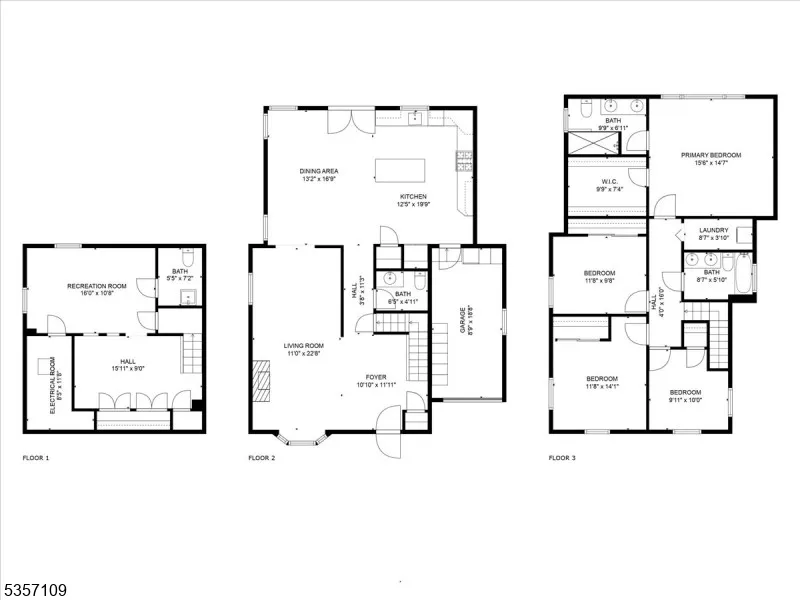 RECREATION ROOM
16'0" x 10'8"
BATH
5'5" x 7'2"
HALL
15'11" x 9'0"
ELECTRICAL ROOM
8'5" x 11'8"
FLOOR 1
DINING AREA
13'2" x 16'9"
KITCHEN
12'5" x 19'9"
HALL
3'8" x 11'3"
BATH
6'5" x 4'11"
GARAGE
8'9" x 18'8"
LIVING ROOM
11'0" x 22'8"
FOYER
10'10" x 11'11"
FLOOR 2
BATH
9'9" x 6'11"
PRIMARY BEDROOM
15'6" x 14'7"
W.I.C.
9'9" x 7'4"
LAUNDRY
8'7" x 3'10"
BEDROOM
11'8" x 9'8"
BATH
8'7" x 5'10"
HALL
4'0" x 16'0"
BEDROOM
11'8" x 14'1"
BEDROOM
9'11" x 10'0"
FLOOR 3
5357109